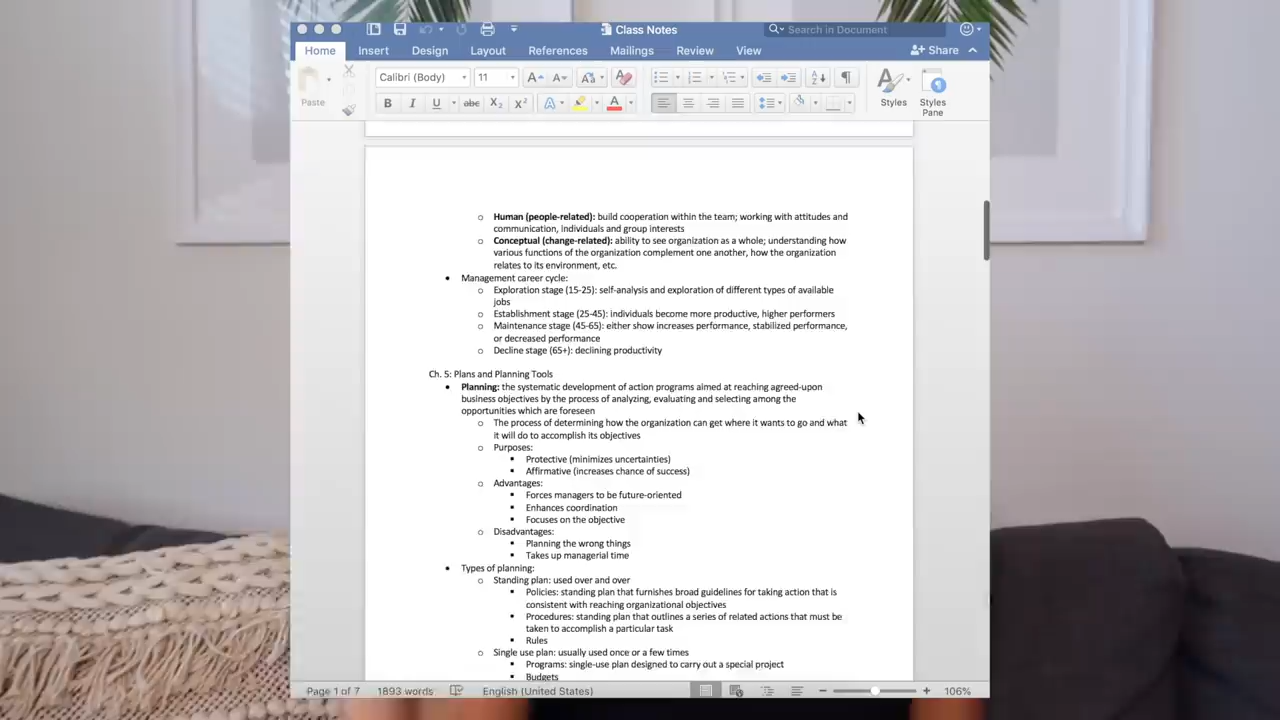 Class Notes
Search in Document
Home Insert Design Layout References Mailings Review View Share
Paste
Calibri (Body) 11
Styles
Styles Pane
B I U abc X₂ X² A A
Human (people-related): build cooperation within the team; working with attitudes and
communication, individuals and group interests
Conceptual (change-related): ability to see organization as a whole; understanding how
various functions of the organization complement one another, how the organization
relates to its environment, etc.
Management career cycle:
Exploration stage (15-25): self-analysis and exploration of different types of available
jobs
Establishment stage (25-45): individuals become more productive, higher performers
Maintenance stage (45-65): either show increases performance, stabilized performance,
or decreased performance
Decline stage (65+): declining productivity
Ch. 5: Plans and Planning Tools
Planning: the systematic development of action programs aimed at reaching agreed-upon
business objectives by the process of analyzing, evaluating and selecting among the
opportunities which are foreseen
The process of determining how the organization can get where it wants to go and what
it will do to accomplish its objectives
Purposes:
Protective (minimizes uncertainties)
Affirmative (increases chance of success)
Advantages:
Forces managers to be future-oriented
Enhances coordination
Focuses on the objective
Disadvantages:
Planning the wrong things
Takes up managerial time
Types of planning:
Standing plan: used over and over
Policies: standing plan that furnishes broad guidelines for taking action that is
consistent with reaching organizational objectives
Procedures: standing plan that outlines a series of related actions that must be
taken to accomplish a particular task
Rules
Single use plan: usually used once or a few times
Programs: single-use plan designed to carry out a special project
Budgets
Page 1 of 7 1893 words English (United States) 106%